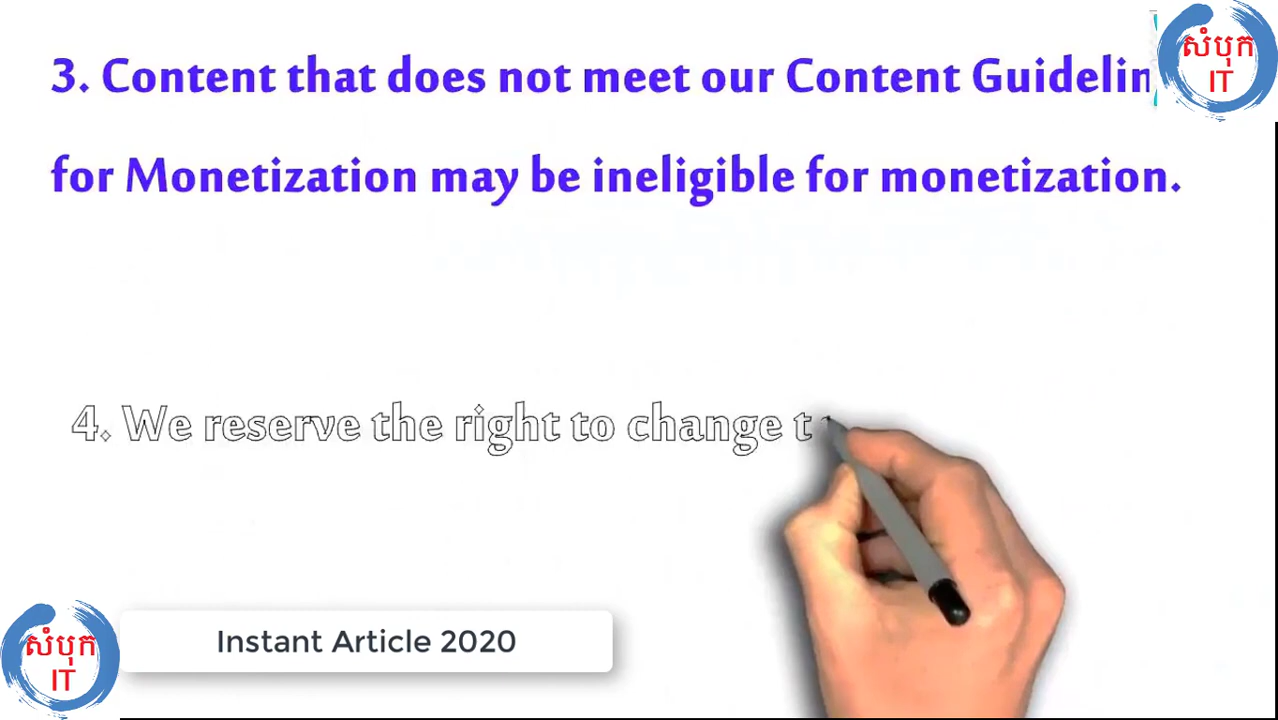 3. Content that does not meet our Content Guidelin
for Monetization may be ineligible for monetization.
4. We reserve the right to change t
Instant Article 2020
សំបុក
IT
សំបុក
IT